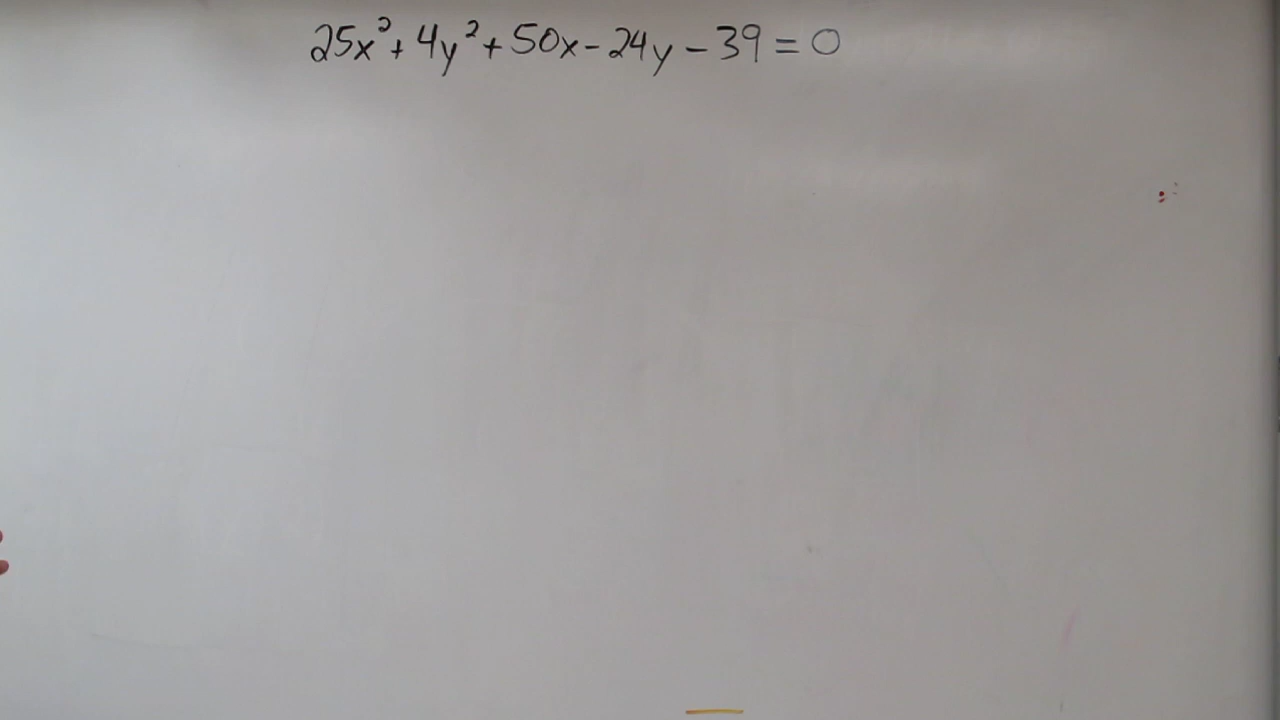 25x² + 4y² + 50x - 24y - 39 = 0